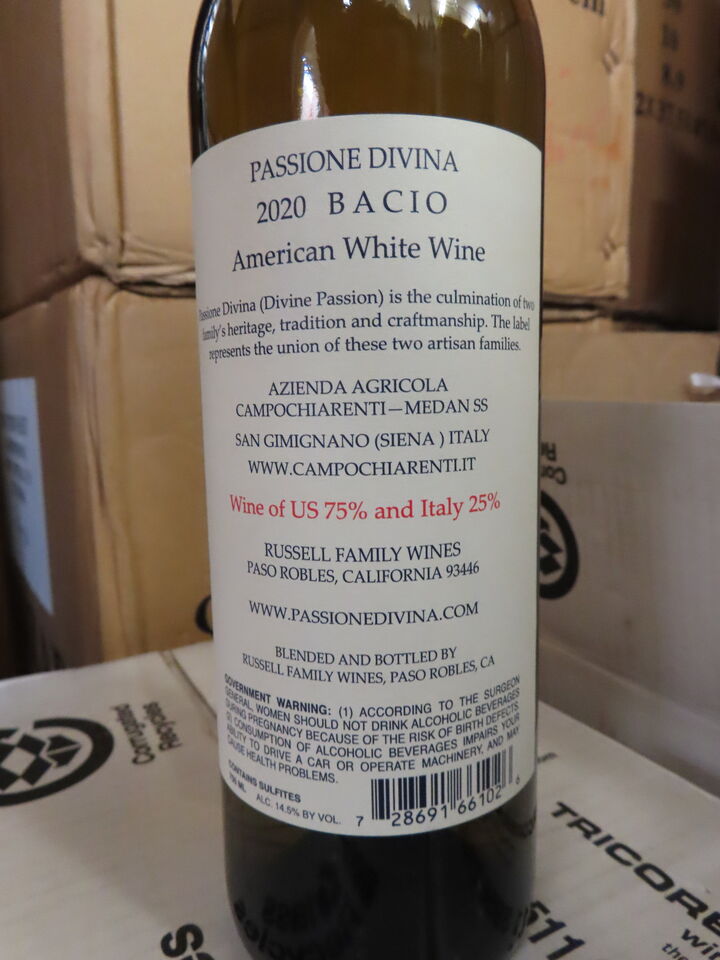 PASSIONE DIVINA
2020 BACIO
American White Wine
Passione Divina (Divine Passion) is the culmination of two
family's heritage, tradition and craftmanship. The label
represents the union of these two artisan families.
AZIENDA AGRICOLA
CAMPOCHIARENTI—MEDAN SS
SAN GIMIGNANO (SIENA ) ITALY
WWW.CAMPOCHIARENTI.IT
Wine of US 75% and Italy 25%
RUSSELL FAMILY WINES
PASO ROBLES, CALIFORNIA 93446
WWW.PASSIONEDIVINA.COM
BLENDED AND BOTTLED BY
RUSSELL FAMILY WINES, PASO ROBLES, CA
GOVERNMENT WARNING: (1) ACCORDING TO THE SURGEON
GENERAL WOMEN SHOULD NOT DRINK ALCOHOLIC BEVERAGES
DURING PREGNANCY BECAUSE OF THE RISK OF BIRTH DEFECTS.
(2) CONSUMPTION OF ALCOHOLIC BEVERAGES IMPAIRS YOUR
ABILITY TO DRIVE A CAR OR OPERATE MACHINERY, AND MAY
CAUSE HEALTH PROBLEMS.
CONTAINS SULFITES
750 ML ALC. 14.5% BY VOL.
7 28691 66102 6
Corrugated
Recycles
TRICORB